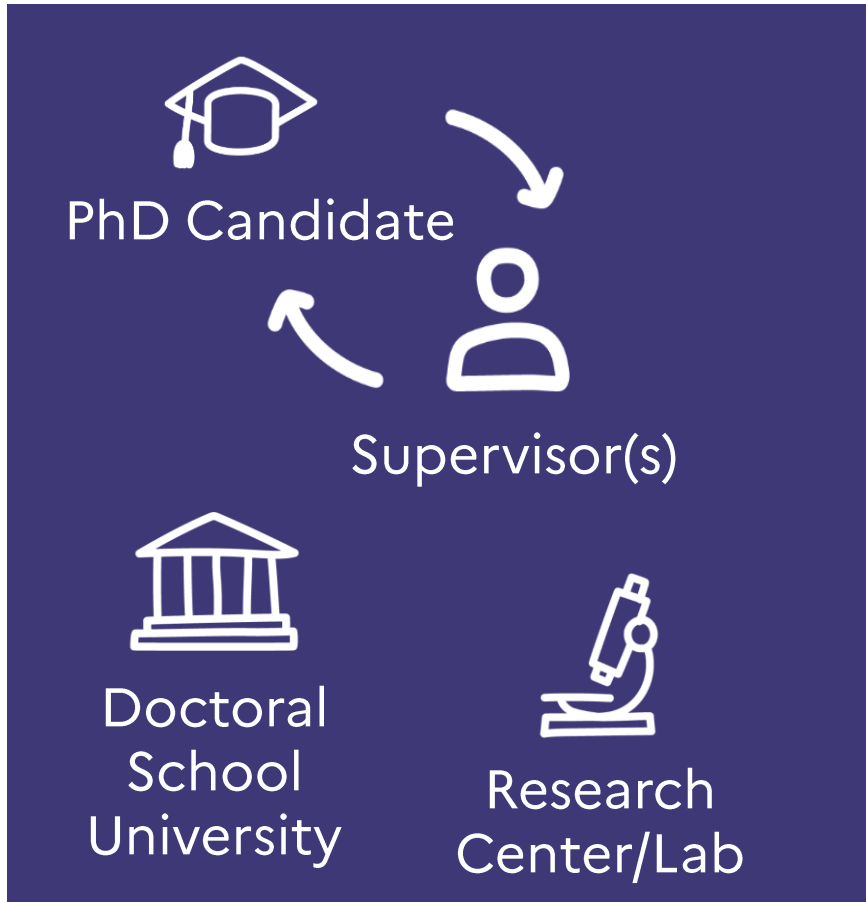 PhD Candidate
Supervisor(s)
Doctoral
School
University
Research
Center/Lab